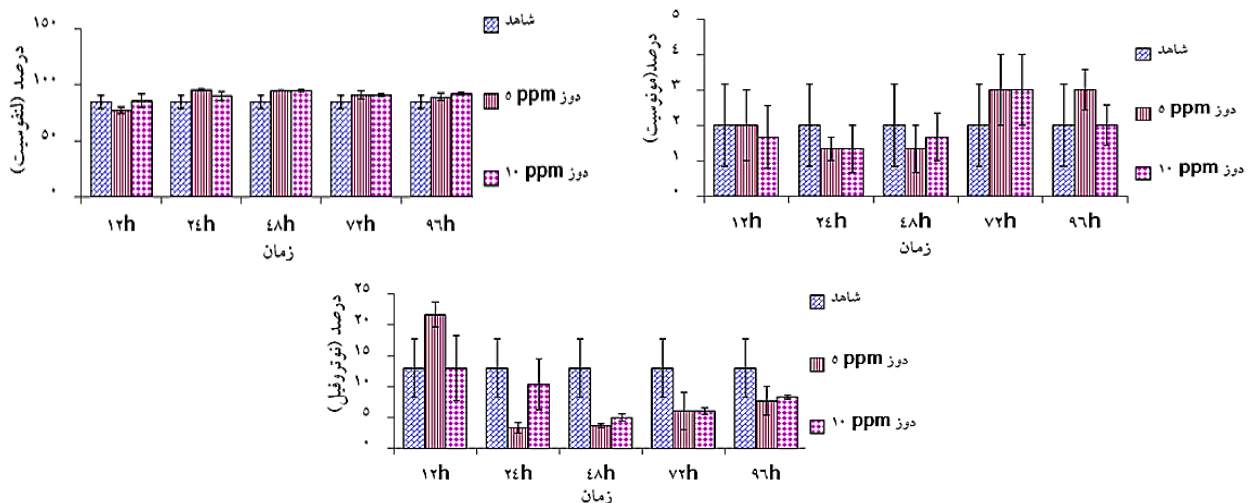 درصد (لنفوسیت)
۱۵۰
۱۰۰
۵۰
۰
۱۲h ۲٤h ٤۸h ۷۲h ۹٦h
زمان
شاهد
دوز ۵ ppm
دوز ۱۰ ppm
درصد(مونوسیت)
۵
٤
۳
۲
۱
۰
۱۲h ۲٤h ٤۸h ۷۲h ۹٦h
زمان
شاهد
دوز ۵ ppm
دوز ۱۰ ppm
درصد (نوتروفیل)
۲۵
۲۰
۱۵
۱۰
۵
۰
۱۲h ۲٤h ٤۸h ۷۲h ۹٦h
زمان
شاهد
دوز ۵ ppm
دوز ۱۰ ppm